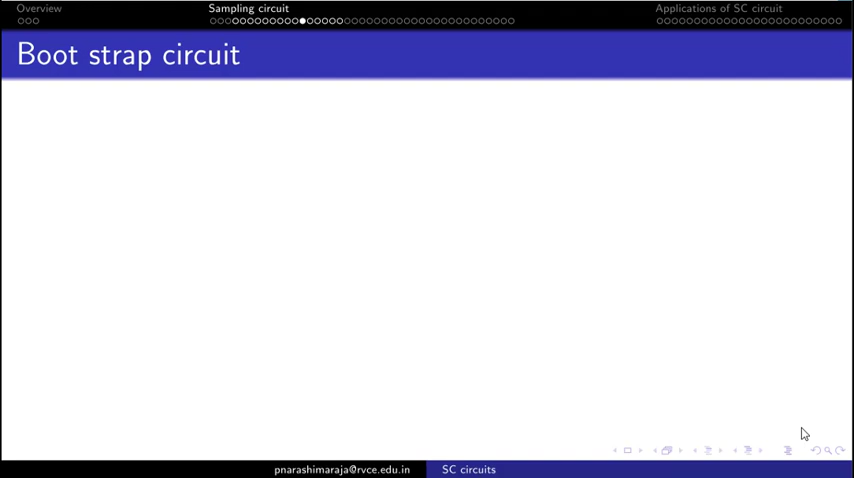 Overview
Sampling circuit
Applications of SC circuit
Boot strap circuit
pnarashimaraja@rvce.edu.in
SC circuits